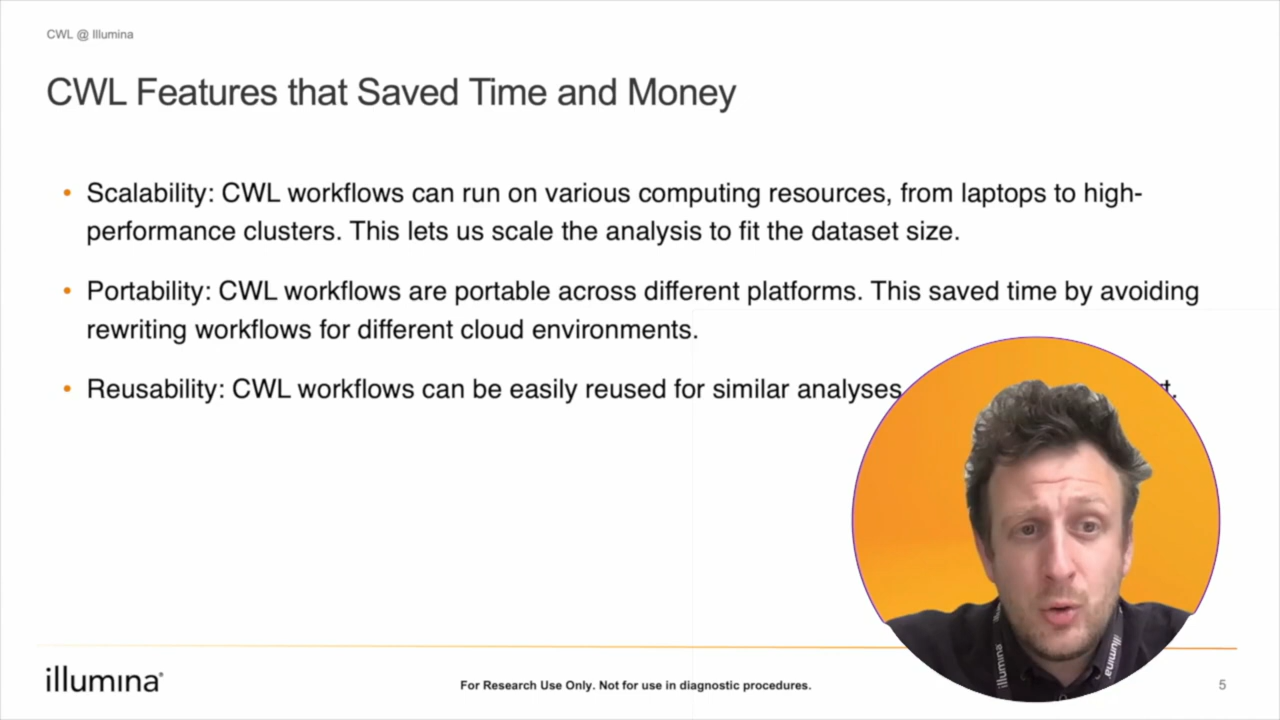 CWL @ Illumina
CWL Features that Saved Time and Money
• Scalability: CWL workflows can run on various computing resources, from laptops to high-
performance clusters. This lets us scale the analysis to fit the dataset size.
• Portability: CWL workflows are portable across different platforms. This saved time by avoiding
rewriting workflows for different cloud environments.
• Reusability: CWL workflows can be easily reused for similar analyses
illumina®
For Research Use Only. Not for use in diagnostic procedures.
5
illumina
illumina